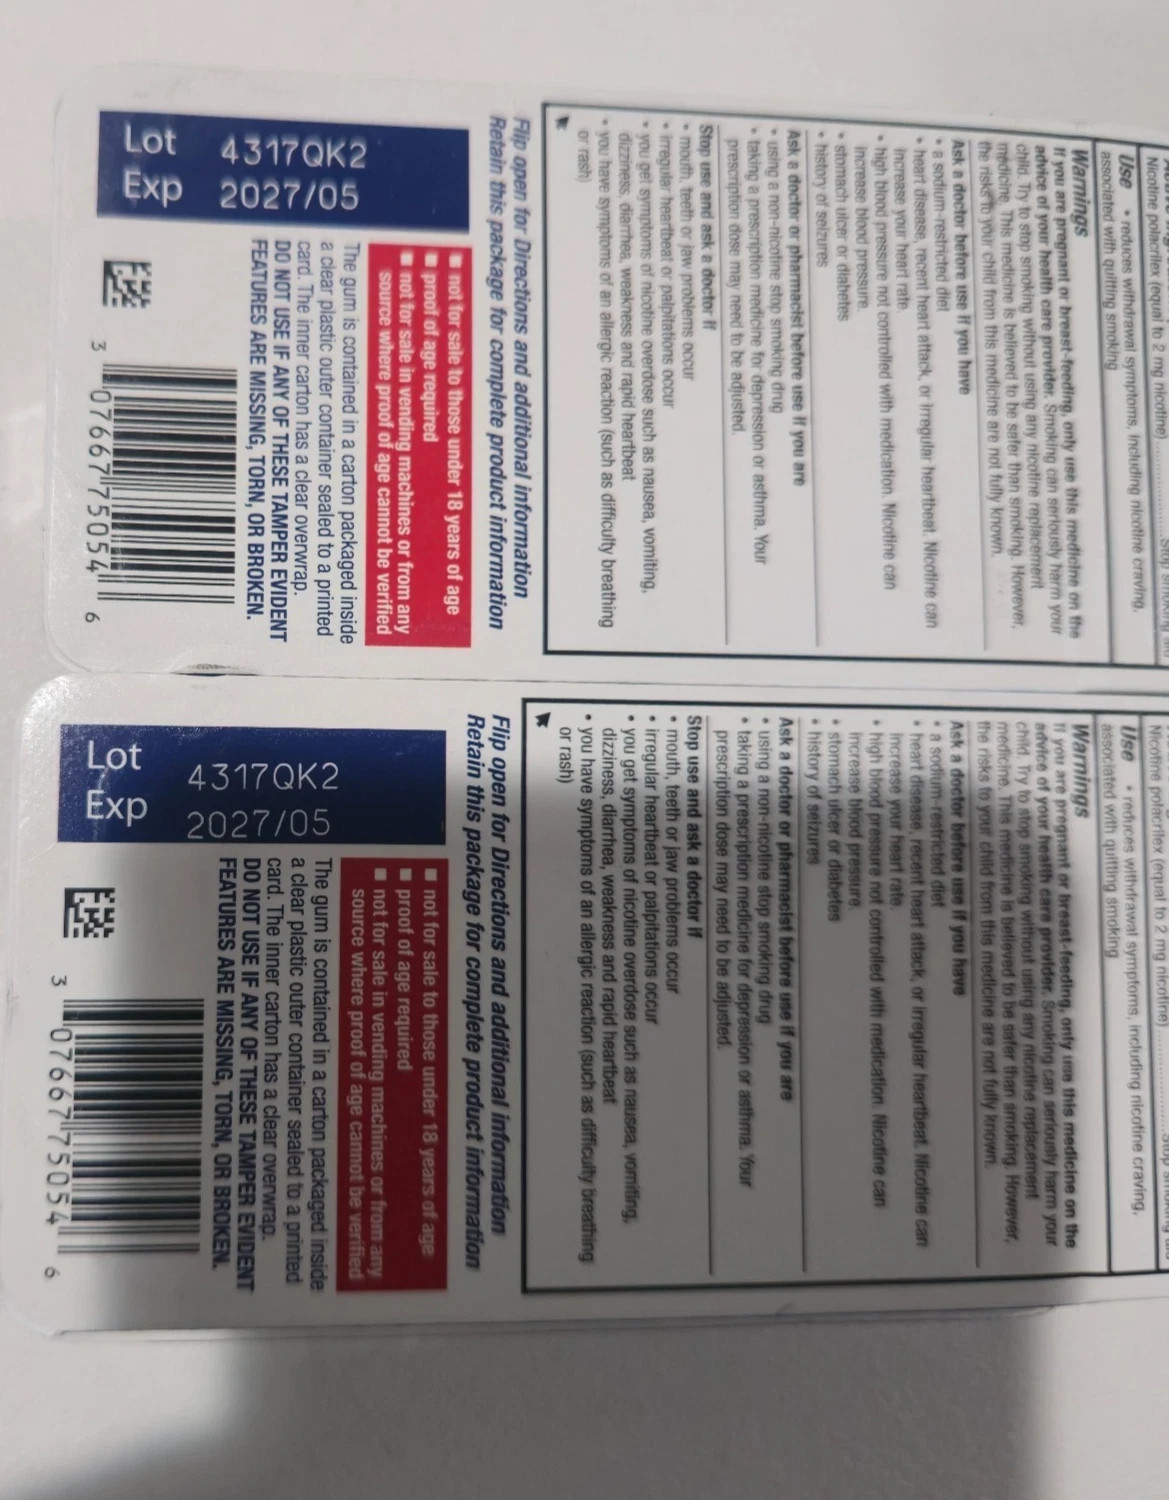 Nicotine polacrilex (equal to 2 mg nicotine)
Use • reduces withdrawal symptoms, including nicotine craving,
associated with quitting smoking
Warnings
If you are pregnant or breast-feeding, only use this medicine on the
advice of your health care provider. Smoking can seriously harm your
child. Try to stop smoking without using any nicotine replacement
medicine. This medicine is believed to be safer than smoking. However,
the risks to your child from this medicine are not fully known.
Ask a doctor before use if you have
• a sodium-restricted diet
• heart disease, recent heart attack, or irregular heartbeat. Nicotine can
increase your heart rate.
• high blood pressure not controlled with medication. Nicotine can
increase blood pressure.
• stomach ulcer or diabetes
• history of seizures
Ask a doctor or pharmacist before use if you are
• using a non-nicotine stop smoking drug
• taking a prescription medicine for depression or asthma. Your
prescription dose may need to be adjusted.
Stop use and ask a doctor if
• mouth, teeth or jaw problems occur
• irregular heartbeat or palpitations occur
• you get symptoms of nicotine overdose such as nausea, vomiting,
dizziness, diarrhea, weakness and rapid heartbeat
• you have symptoms of an allergic reaction (such as difficulty breathing
or rash)
Flip open for Directions and additional information
Retain this package for complete product information
■ not for sale to those under 18 years of age
■ proof of age required
■ not for sale in vending machines or from any
source where proof of age cannot be verified
The gum is contained in a carton packaged inside
a clear plastic outer container sealed to a printed
card. The inner carton has a clear overwrap.
DO NOT USE IF ANY OF THESE TAMPER EVIDENT
FEATURES ARE MISSING, TORN, OR BROKEN.
Lot 4317QK2
Exp 2027/05
3 07667 75054 6
Nicotine polacrilex (equal to 2 mg nicotine)
Use • reduces withdrawal symptoms, including nicotine craving,
associated with quitting smoking
Warnings
If you are pregnant or breast-feeding, only use this medicine on the
advice of your health care provider. Smoking can seriously harm your
child. Try to stop smoking without using any nicotine replacement
medicine. This medicine is believed to be safer than smoking. However,
the risks to your child from this medicine are not fully known.
Ask a doctor before use if you have
• a sodium-restricted diet
• heart disease, recent heart attack, or irregular heartbeat. Nicotine can
increase your heart rate.
• high blood pressure not controlled with medication. Nicotine can
increase blood pressure.
• stomach ulcer or diabetes
• history of seizures
Ask a doctor or pharmacist before use if you are
• using a non-nicotine stop smoking drug
• taking a prescription medicine for depression or asthma. Your
prescription dose may need to be adjusted.
Stop use and ask a doctor if
• mouth, teeth or jaw problems occur
• irregular heartbeat or palpitations occur
• you get symptoms of nicotine overdose such as nausea, vomiting,
dizziness, diarrhea, weakness and rapid heartbeat
• you have symptoms of an allergic reaction (such as difficulty breathing
or rash)
Flip open for Directions and additional information
Retain this package for complete product information
■ not for sale to those under 18 years of age
■ proof of age required
■ not for sale in vending machines or from any
source where proof of age cannot be verified
The gum is contained in a carton packaged inside
a clear plastic outer container sealed to a printed
card. The inner carton has a clear overwrap.
DO NOT USE IF ANY OF THESE TAMPER EVIDENT
FEATURES ARE MISSING, TORN, OR BROKEN.
Lot 4317QK2
Exp 2027/05
3 07667 75054 6